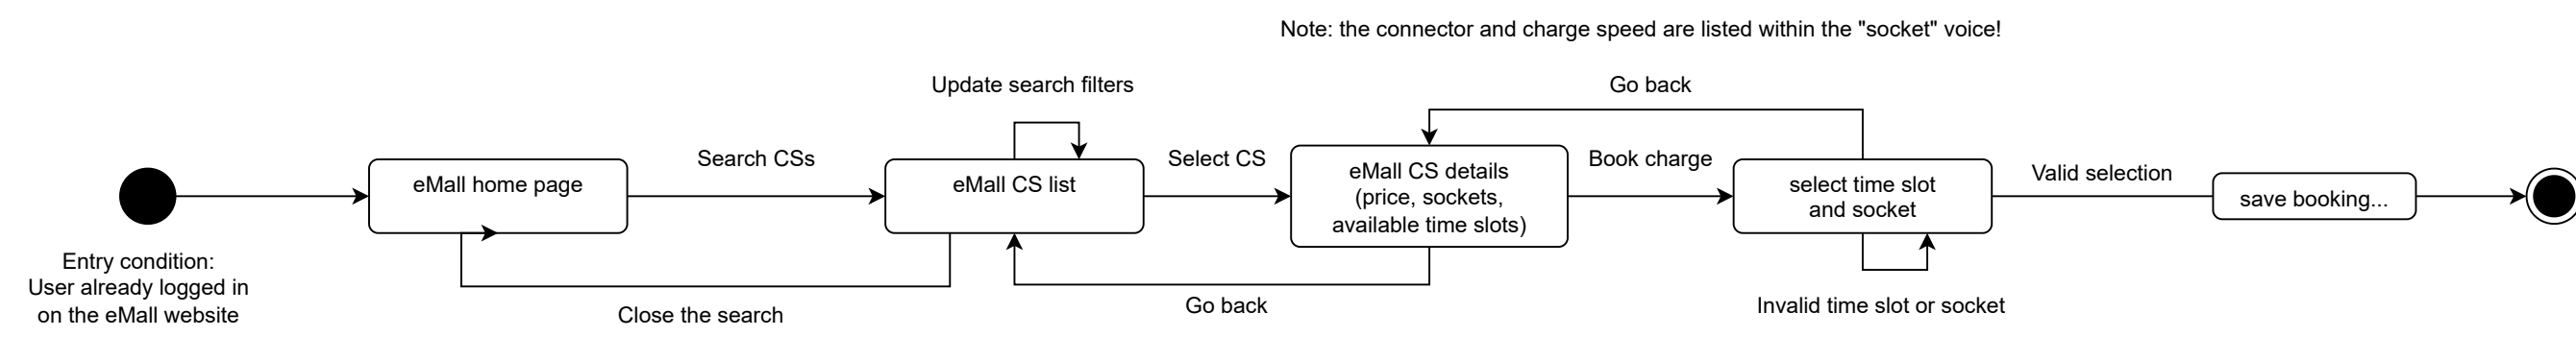 Note: the connector and charge speed are listed within the "socket" voice!
Update search filters
Go back
Search CSs
Select CS
Book charge
Valid selection
eMall home page
eMall CS list
eMall CS details
(price, sockets,
available time slots)
select time slot
and socket
save booking...
Entry condition:
User already logged in
on the eMall website
Close the search
Go back
Invalid time slot or socket